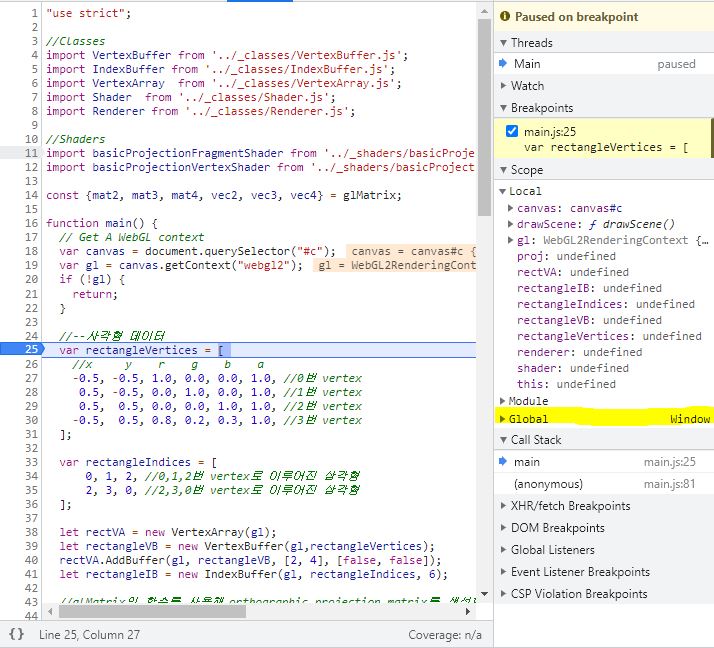 1 "use strict";
2
3 //Classes
4 import VertexBuffer from '../_classes/VertexBuffer.js';
5 import IndexBuffer from '../_classes/IndexBuffer.js';
6 import VertexArray from '../_classes/VertexArray.js';
7 import Shader from '../_classes/Shader.js';
8 import Renderer from '../_classes/Renderer.js';
9
10 //Shaders
11 import basicProjectionFragmentShader from '../_shaders/basicProje
12 import basicProjectionVertexShader from '../_shaders/basicProject
13
14 const {mat2, mat3, mat4, vec2, vec3, vec4} = glMatrix;
15
16 function main() {
17 // Get A WebGL context
18 var canvas = document.querySelector("#c"); canvas = canvas#c {
19 var gl = canvas.getContext("webgl2"); gl = WebGL2RenderingCont
20 if (!gl) {
21 return;
22 }
23
24 //--사각형 데이터
25 var rectangleVertices = [
26 //x y r g b a
27 -0.5, -0.5, 1.0, 0.0, 0.0, 1.0, //0번 vertex
28 0.5, -0.5, 0.0, 1.0, 0.0, 1.0, //1번 vertex
29 0.5, 0.5, 0.0, 0.0, 1.0, 1.0, //2번 vertex
30 -0.5, 0.5, 0.8, 0.2, 0.3, 1.0, //3번 vertex
31 ];
32
33 var rectangleIndices = [
34 0, 1, 2, //0,1,2번 vertex로 이루어진 삼각형
35 2, 3, 0, //2,3,0번 vertex로 이루어진 삼각형
36 ];
37
38 let rectVA = new VertexArray(gl);
39 let rectangleVB = new VertexBuffer(gl,rectangleVertices);
40 rectVA.AddBuffer(gl, rectangleVB, [2, 4], [false, false]);
41 let rectangleIB = new IndexBuffer(gl, rectangleIndices, 6);
42
43 //glMatrix의 함수를 사용해 orthographic projection matrix를
44
{} Line 25, Column 27 Coverage: n/a
Paused on breakpoint
Threads
Main paused
Watch
Breakpoints
main.js:25
var rectangleVertices = [
Scope
Local
canvas: canvas#c
drawScene: ƒ drawScene()
gl: WebGL2RenderingContext {…
proj: undefined
rectVA: undefined
rectangleIB: undefined
rectangleIndices: undefined
rectangleVB: undefined
rectangleVertices: undefined
renderer: undefined
shader: undefined
this: undefined
Module
Global Window
Call Stack
main main.js:25
(anonymous) main.js:81
XHR/fetch Breakpoints
DOM Breakpoints
Global Listeners
Event Listener Breakpoints
CSP Violation Breakpoints